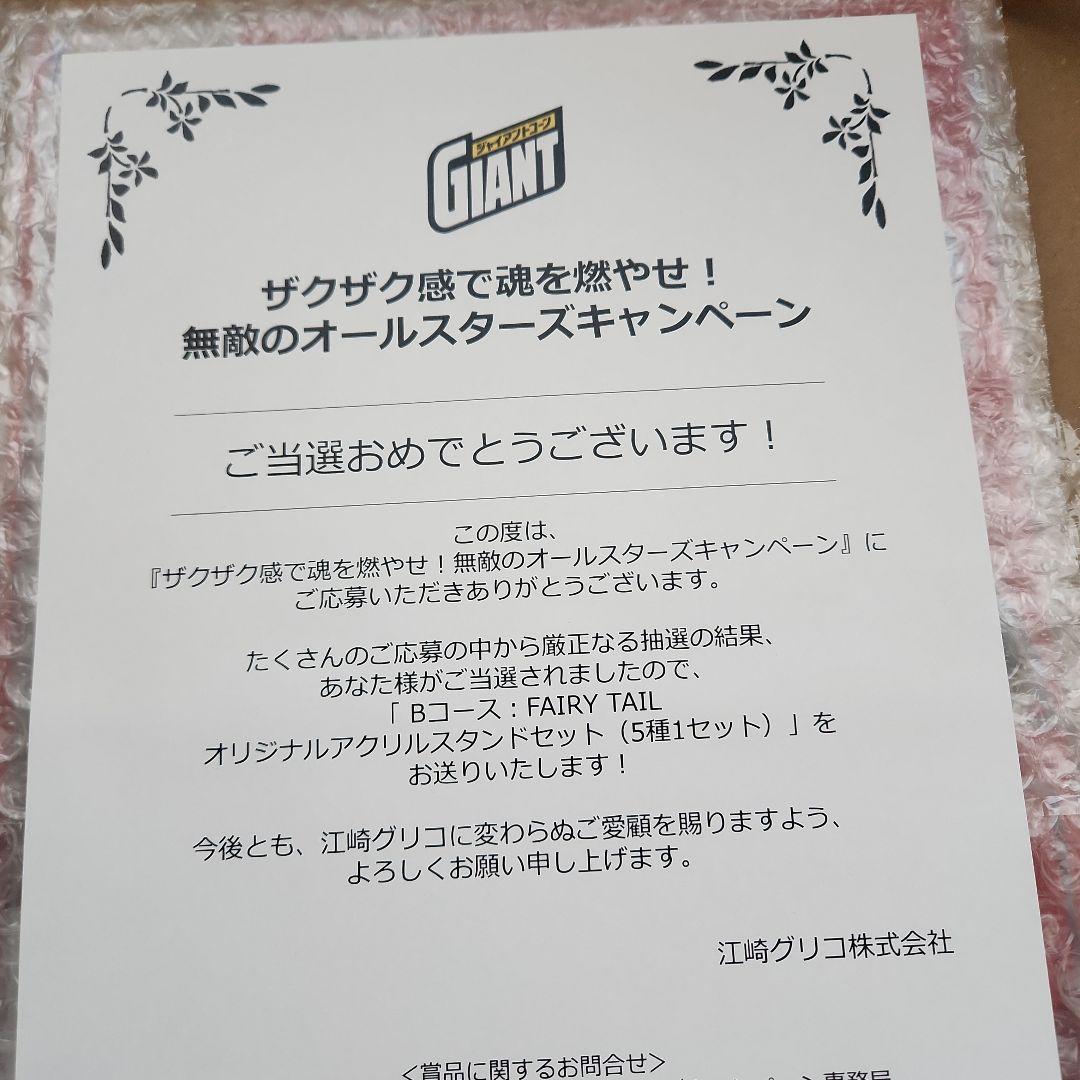 ジャイアントコーン
GIANT
ザクザク感で魂を燃やせ！
無敵のオールスターズキャンペーン
ご当選おめでとうございます！
この度は、
『ザクザク感で魂を燃やせ！無敵のオールスターズキャンペーン』に
ご応募いただきありがとうございます。
たくさんのご応募の中から厳正なる抽選の結果、
あなた様がご当選されましたので、
「 Bコース：FAIRY TAIL
オリジナルアクリルスタンドセット（5種1セット）」を
お送りいたします！
今後とも、江崎グリコに変わらぬご愛顧を賜りますよう、
よろしくお願い申し上げます。
江崎グリコ株式会社
＜賞品に関するお問合せ＞
ペーン事務局